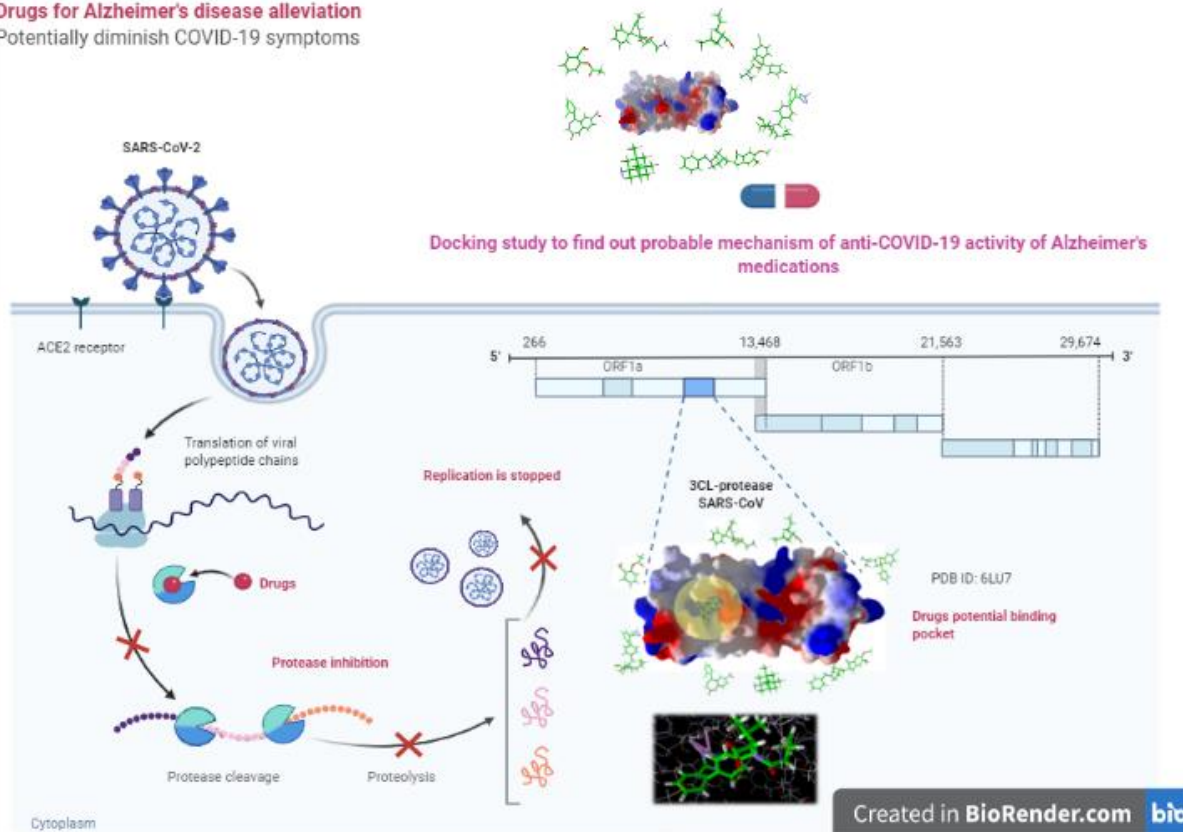 Drugs for Alzheimer's disease alleviation
Potentially diminish COVID-19 symptoms
SARS-CoV-2
Docking study to find out probable mechanism of anti-COVID-19 activity of Alzheimer's
medications
ACE2 receptor
266 13,468 21,563 29,674
5' 3'
ORF1a ORF1b
Translation of viral
polypeptide chains
Replication is stopped
3CL-protease
SARS-CoV
Drugs
PDB ID: 6LU7
Drugs potential binding
pocket
Protease inhibition
Protease cleavage
Proteolysis
Cytoplasm
Created in BioRender.com bio